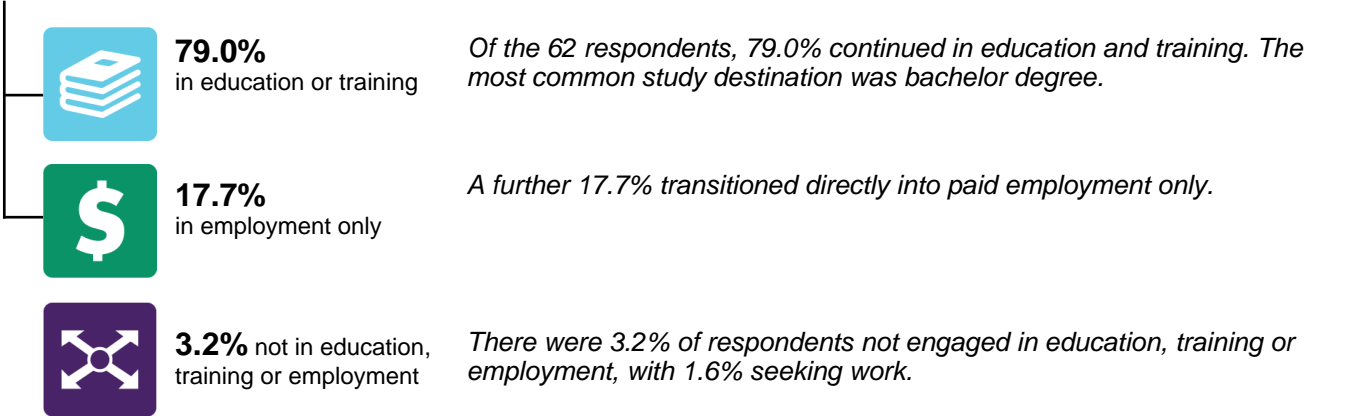 79.0%
in education or training
Of the 62 respondents, 79.0% continued in education and training. The
most common study destination was bachelor degree.
$
17.7%
in employment only
A further 17.7% transitioned directly into paid employment only.
3.2% not in education,
training or employment
There were 3.2% of respondents not engaged in education, training or
employment, with 1.6% seeking work.